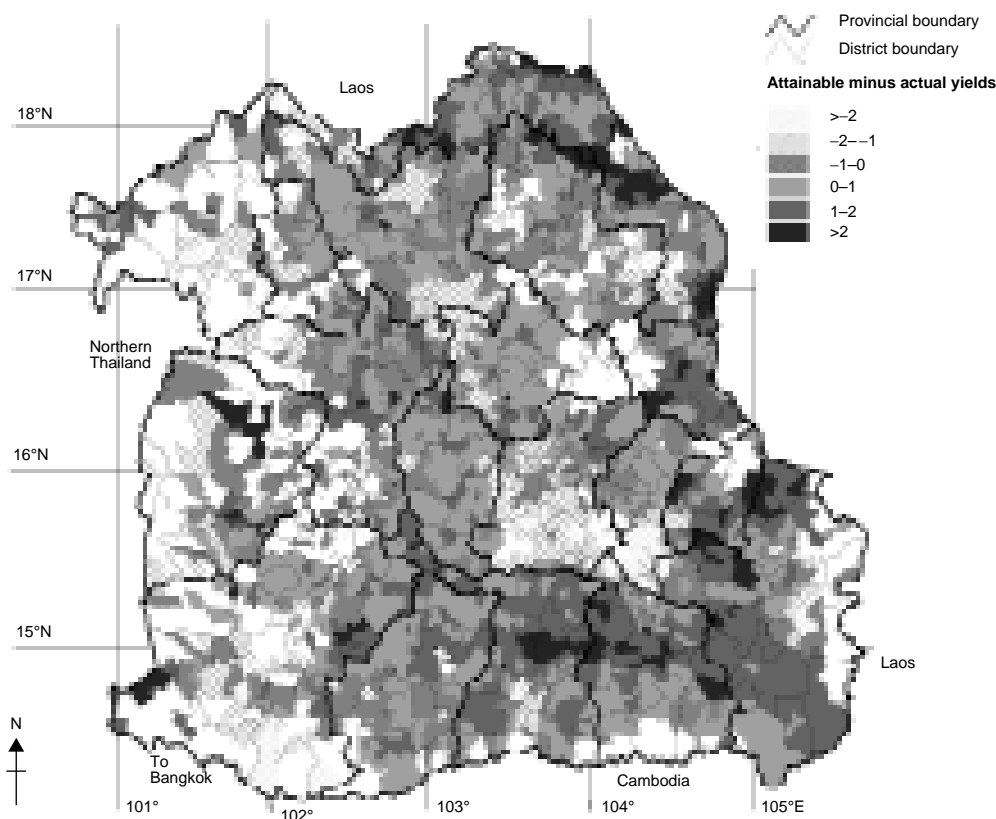 Provincial boundary
District boundary
Attainable minus actual yields
>–2
–2––1
–1–0
0–1
1–2
>2
Laos
18°N
17°N
Northern
Thailand
16°N
15°N
Laos
N
To
Bangkok
Cambodia
101°
102°
103°
104°
105°E